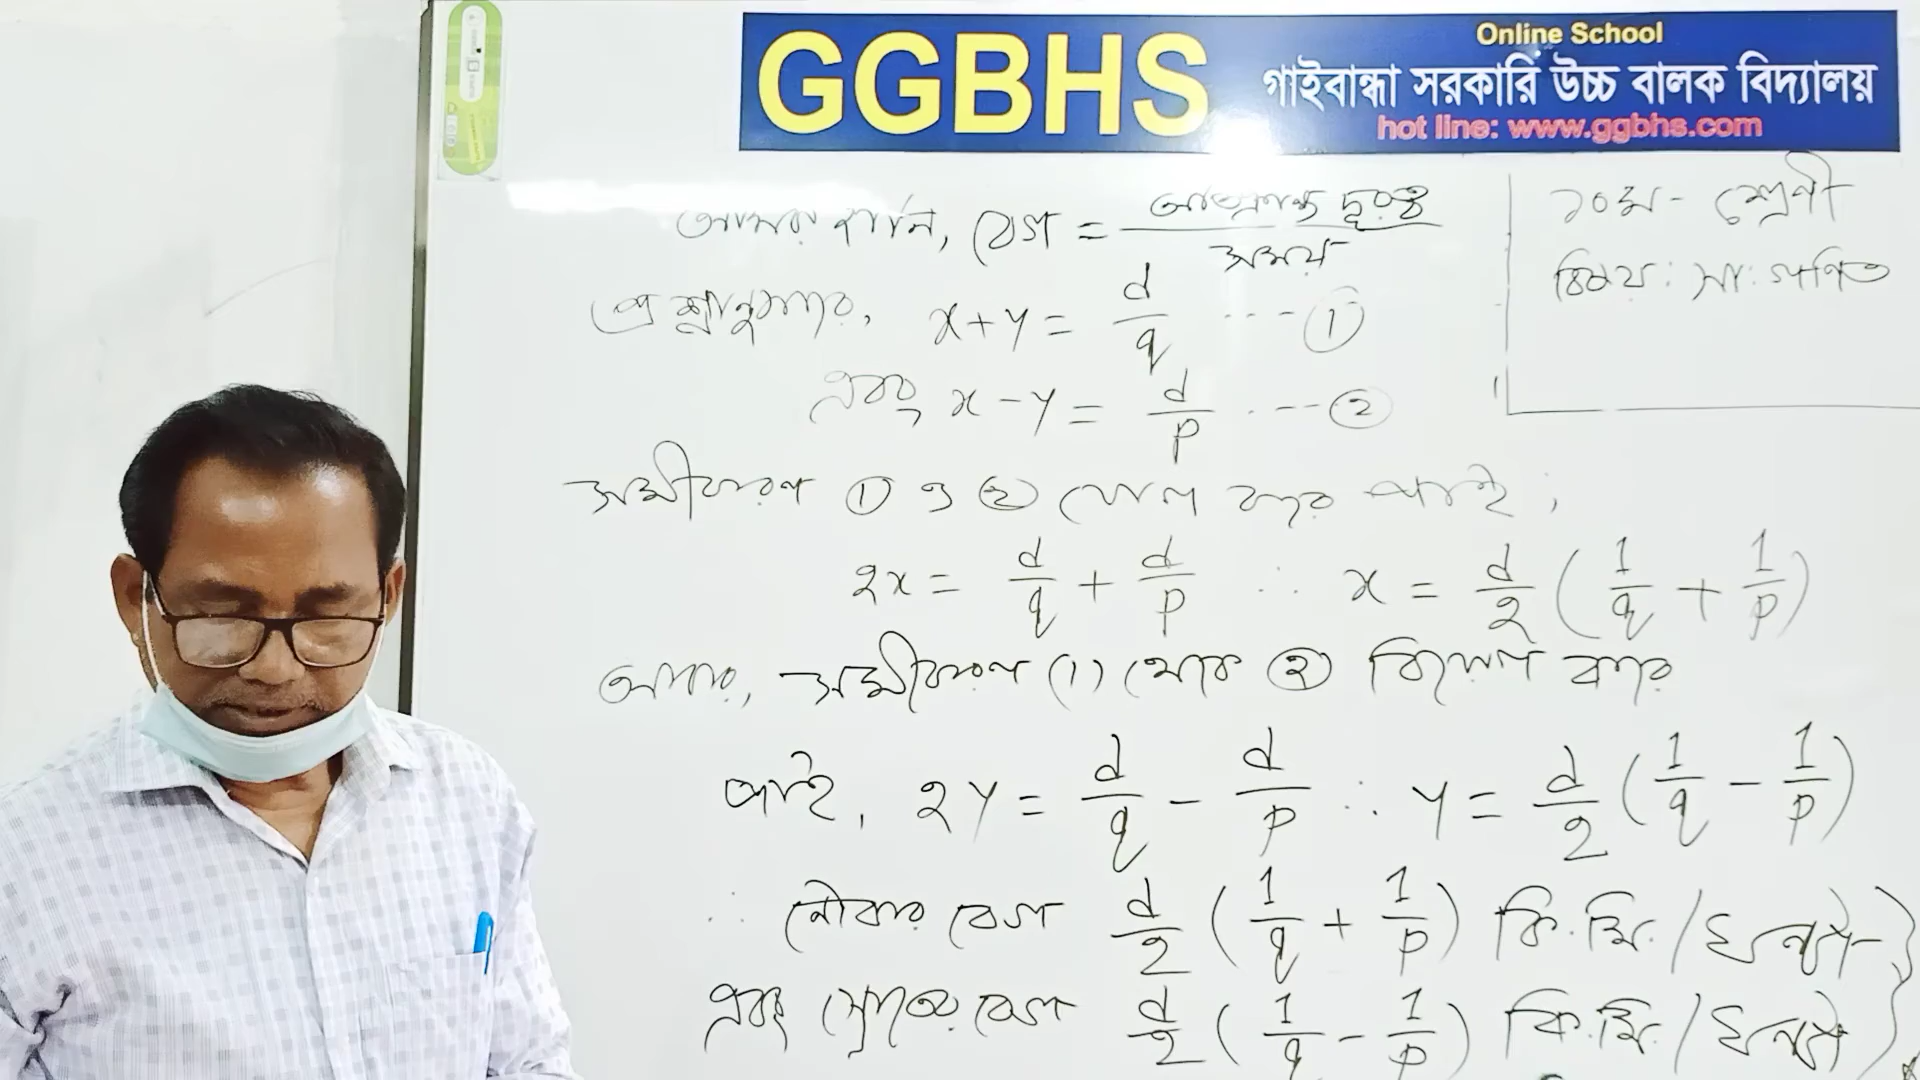 GGBHS
Online School
গাইবান্ধা সরকারি উচ্চ বালক বিদ্যালয়
hot line: www.ggbhs.com
১০ম - শ্রেণী
বিষয় : সা: গণিত
আমরা জানি, বেগ = অতিক্রান্ত দূরত্ব / সময়
প্রশ্নানুসারে, x + y = d/q ---- ①
এবং x - y = d/p ---- ②
সমীকরণ ① ও ② যোগ করে পাই,
2x = d/q + d/p ∴ x = d/2 (1/q + 1/p)
আবার, সমীকরণ (1) থেকে ② বিয়োগ করে
পাই, 2y = d/q - d/p ∴ y = d/2 (1/q - 1/p)
∴ নৌকার বেগ d/2 (1/q + 1/p) কি.মি./ঘন্টা
এবং স্রোতের বেগ d/2 (1/q - 1/p) কি.মি./ঘন্টা